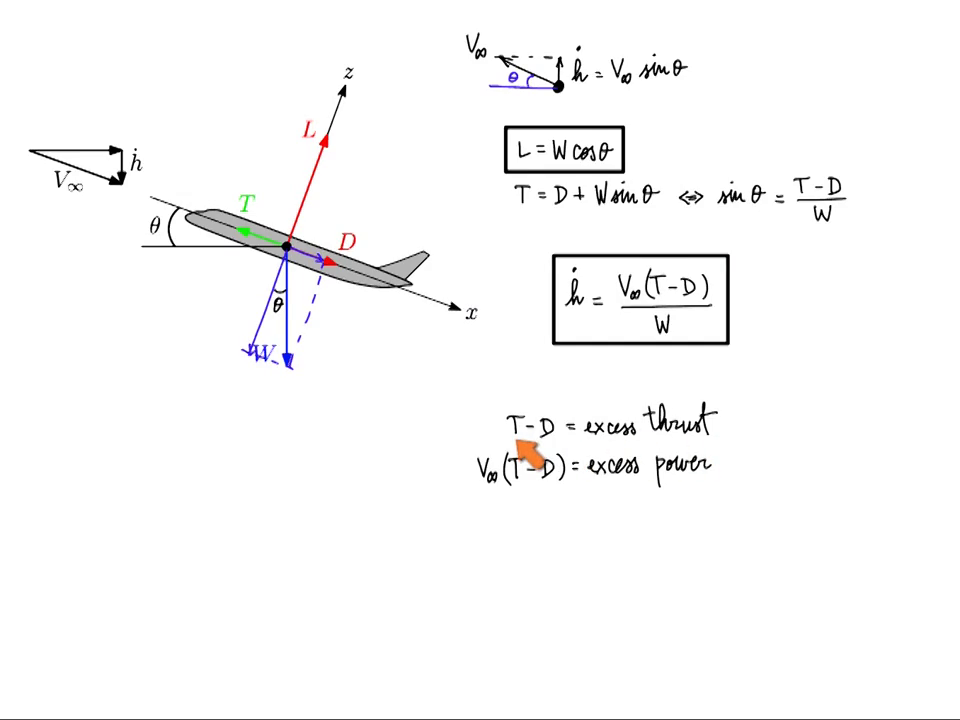 V∞ ḣ = V∞ sin θ
θ
z
L
L = W cos θ
ḣ
V∞
T = D + W sin θ ⇔ sin θ = T - D / W
T
θ
D
ḣ = V∞ (T - D) / W
θ
x
W
T - D = excess thrust
V∞ (T - D) = excess power